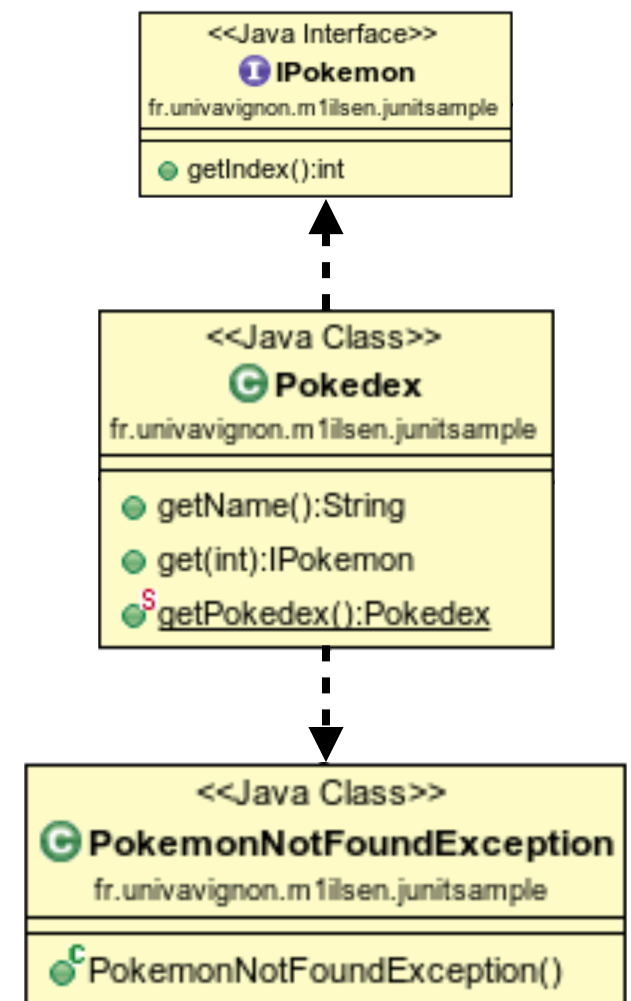 <<Java Interface>>
I IPokemon
fr.univavignon.m1ilsen.junitsample
getIndex():int
<<Java Class>>
C Pokedex
fr.univavignon.m1ilsen.junitsample
getName():String
get(int):IPokemon
S getPokedex():Pokedex
<<Java Class>>
C PokemonNotFoundException
fr.univavignon.m1ilsen.junitsample
C PokemonNotFoundException()